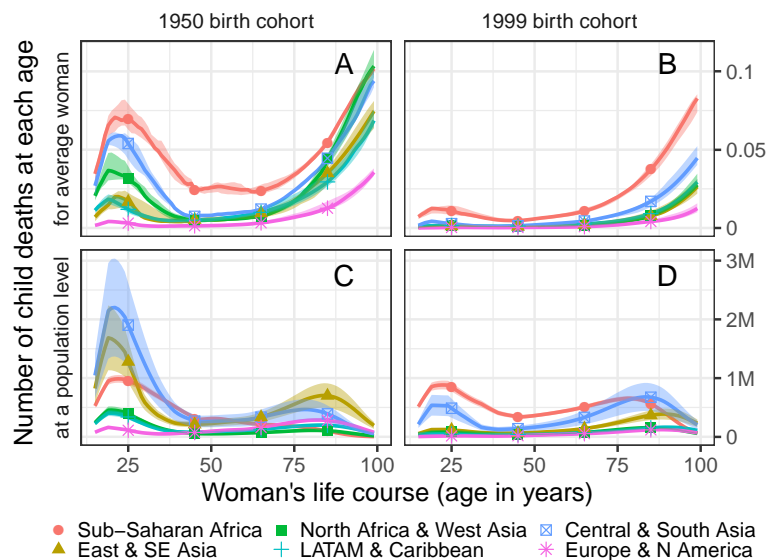 1950 birth cohort
1999 birth cohort
Number of child deaths at each age
for average woman
at a population level
A
B
0.1
0.05
0
C
D
3M
2M
1M
0
25
50
75
100
25
50
75
100
Woman's life course (age in years)
Sub−Saharan Africa
North Africa & West Asia
Central & South Asia
East & SE Asia
LATAM & Caribbean
Europe & N America